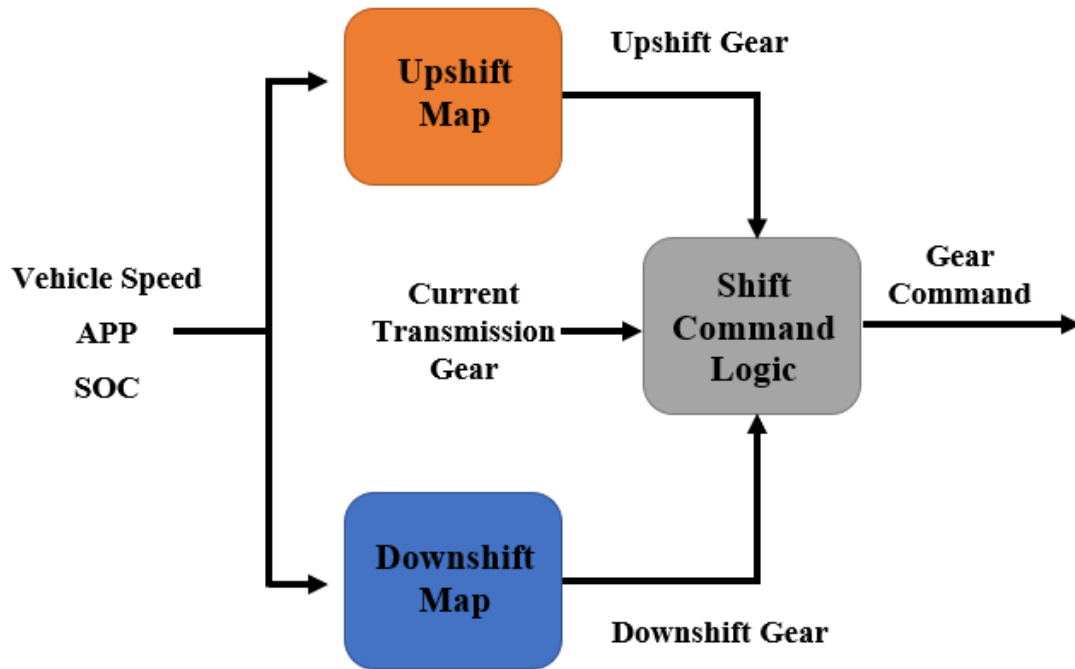 Upshift Gear
Upshift
Map
Vehicle Speed
APP
SOC
Current
Transmission
Gear
Shift
Command
Logic
Gear
Command
Downshift
Map
Downshift Gear